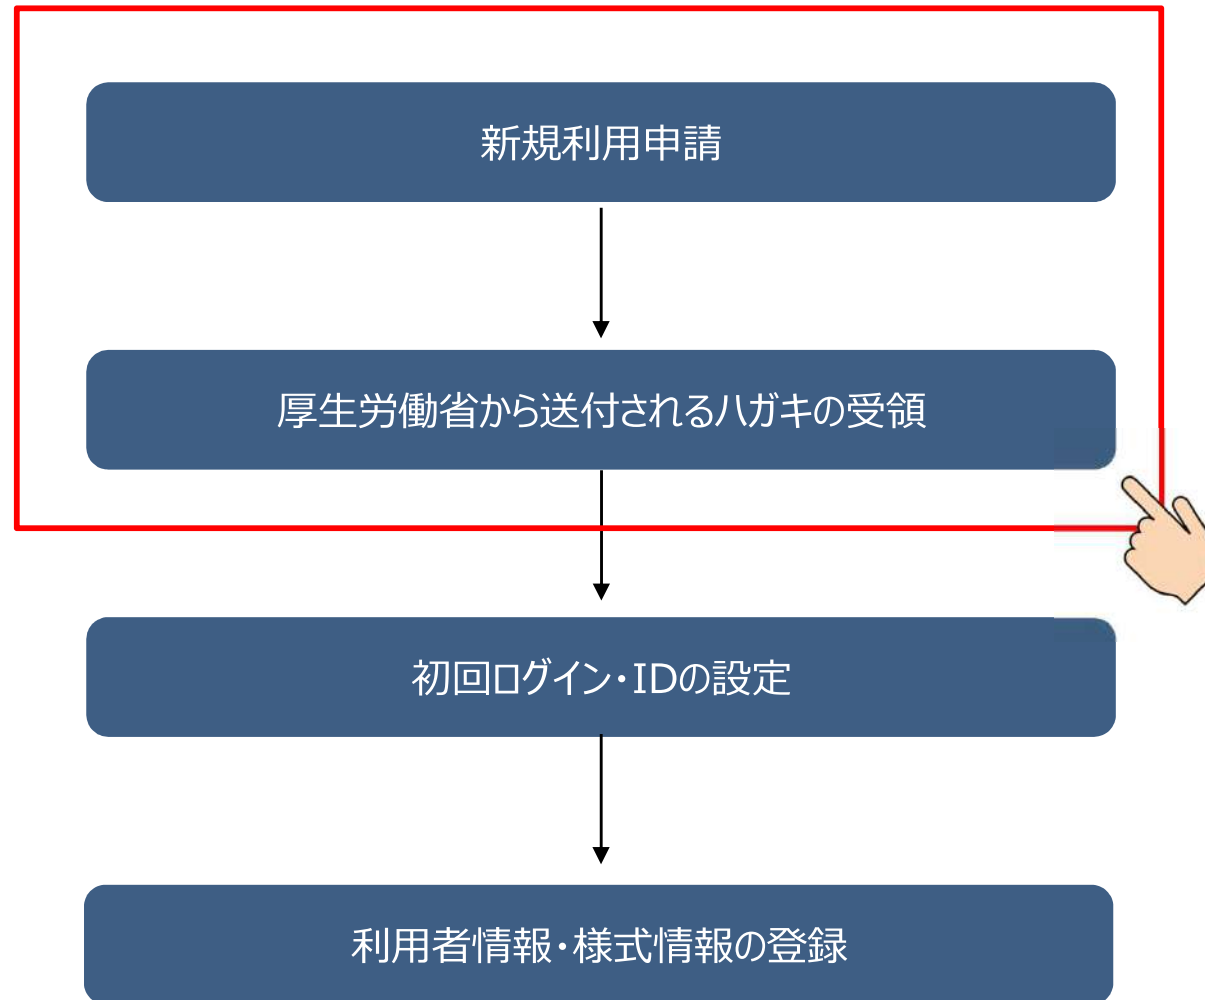 新規利用申請
厚生労働省から送付されるハガキの受領
初回ログイン・IDの設定
利用者情報・様式情報の登録